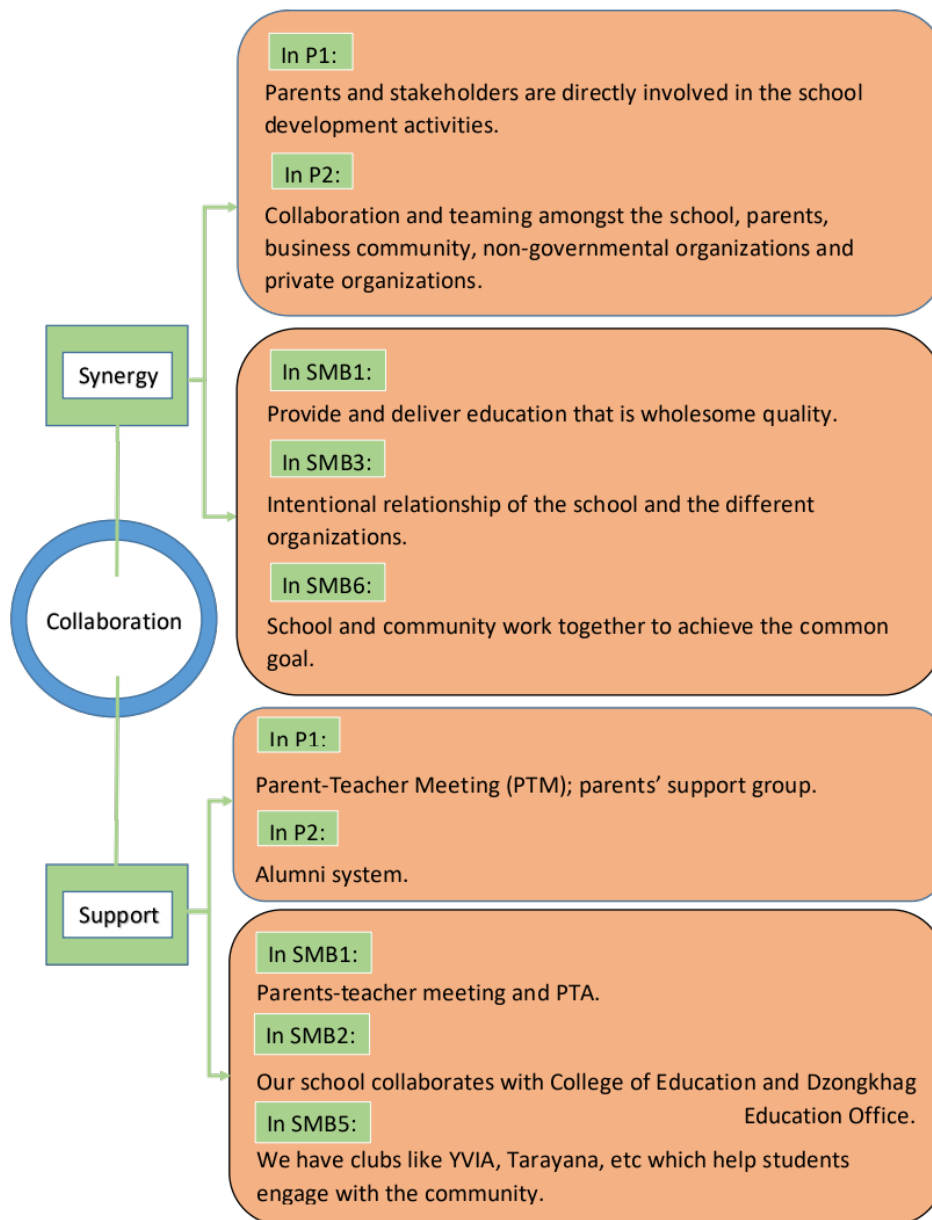 In P1:
Parents and stakeholders are directly involved in the school
development activities.
In P2:
Collaboration and teaming amongst the school, parents,
business community, non-governmental organizations and
private organizations.
Synergy
In SMB1:
Provide and deliver education that is wholesome quality.
In SMB3:
Intentional relationship of the school and the different
organizations.
In SMB6:
School and community work together to achieve the common
goal.
Collaboration
In P1:
Parent-Teacher Meeting (PTM); parents’ support group.
In P2:
Alumni system.
Support
In SMB1:
Parents-teacher meeting and PTA.
In SMB2:
Our school collaborates with College of Education and Dzongkhag
Education Office.
In SMB5:
We have clubs like YVIA, Tarayana, etc which help students
engage with the community.